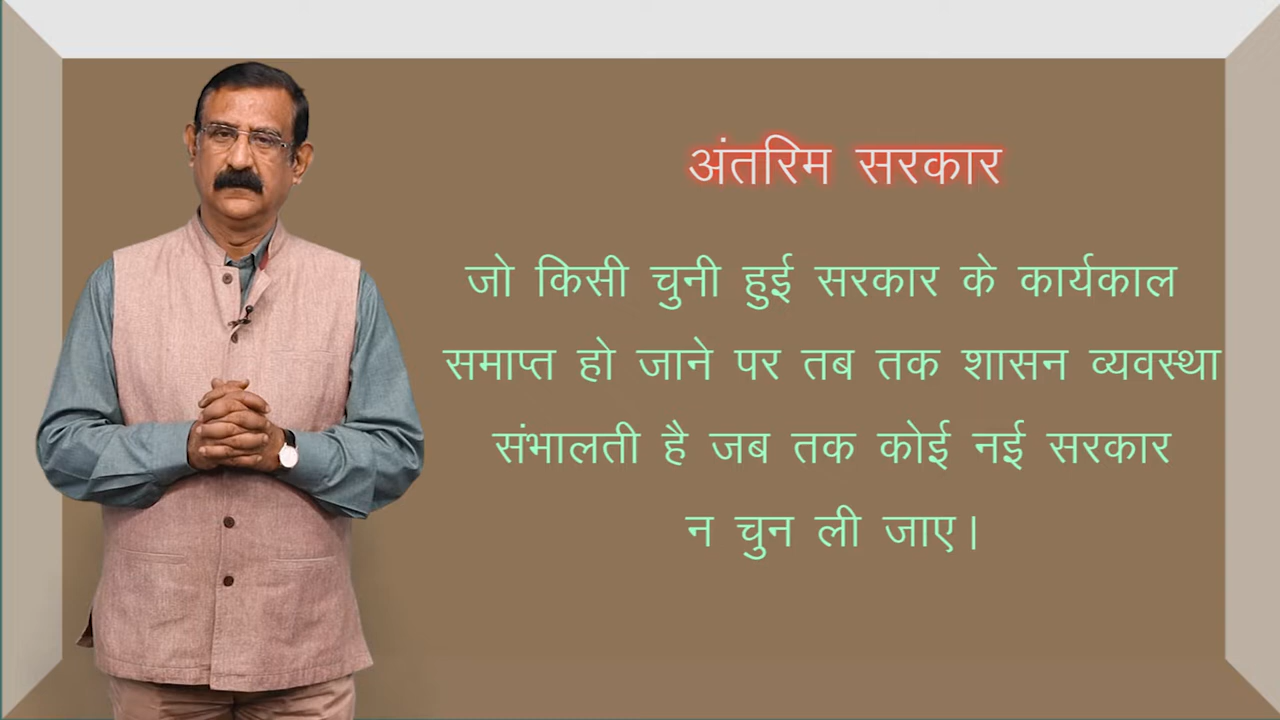 अंतरिम सरकार
जो किसी चुनी हुई सरकार के कार्यकाल
समाप्त हो जाने पर तब तक शासन व्यवस्था
संभालती है जब तक कोई नई सरकार
न चुन ली जाए।